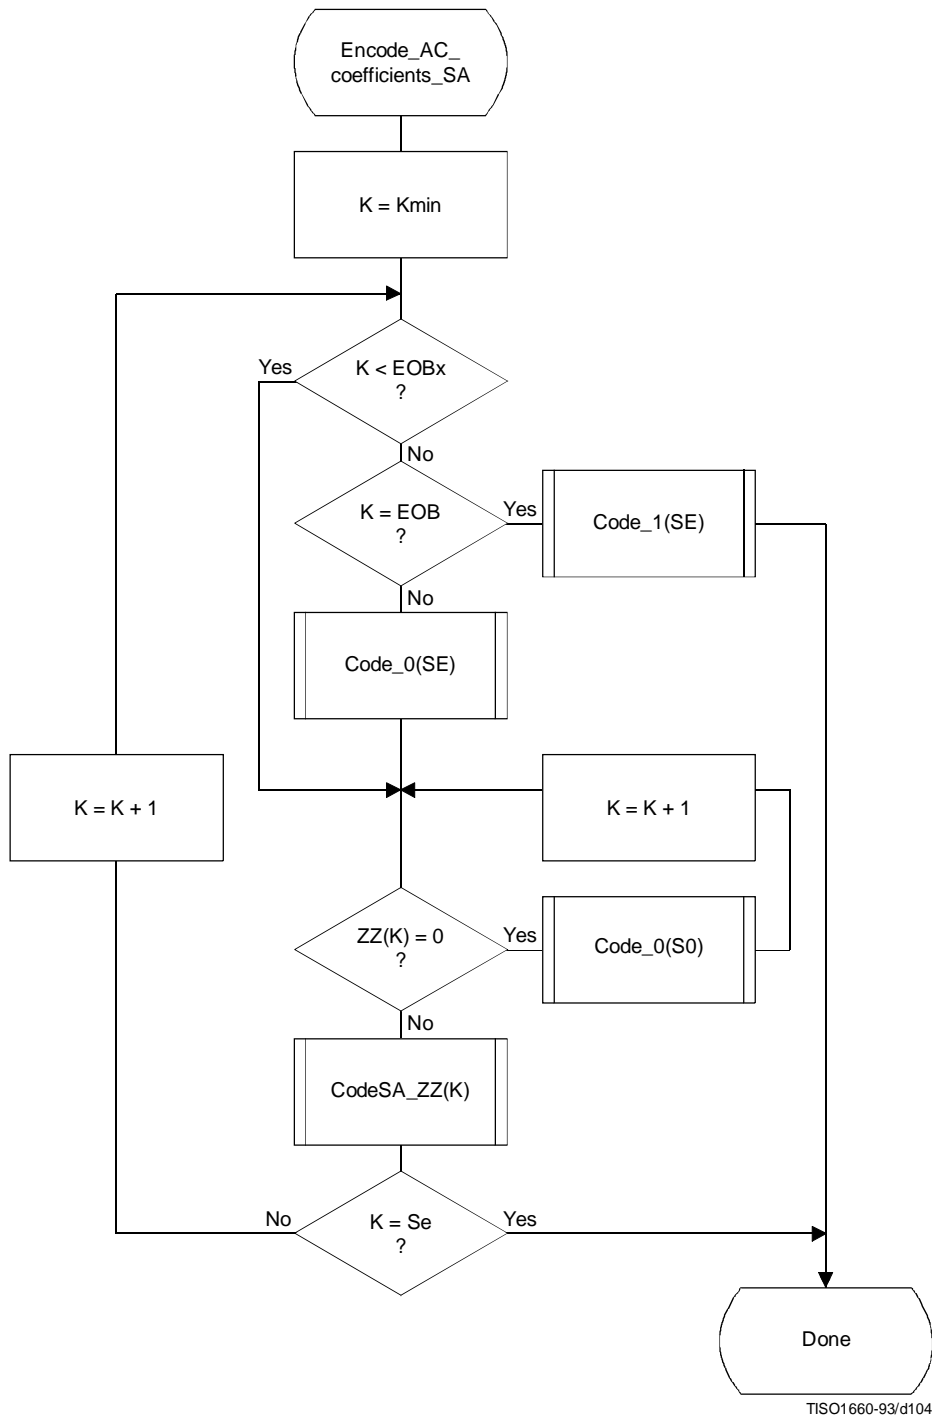 Encode_AC_
coefficients_SA
K = Kmin
K < EOBx
?
Yes
No
K = EOB
?
Yes
Code_1(SE)
No
Code_0(SE)
K = K + 1
K = K + 1
ZZ(K) = 0
?
Yes
Code_0(S0)
No
CodeSA_ZZ(K)
K = Se
?
No
Yes
Done
TISO1660-93/d104